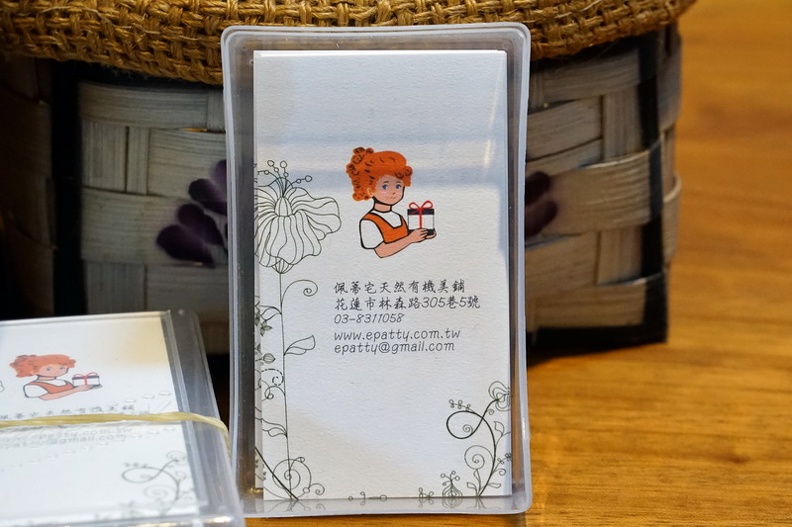 佩蒂宅天然有機美鋪
花蓮市林森路305巷5號
03-8311058
www.epatty.com.tw
epatty@gmail.com